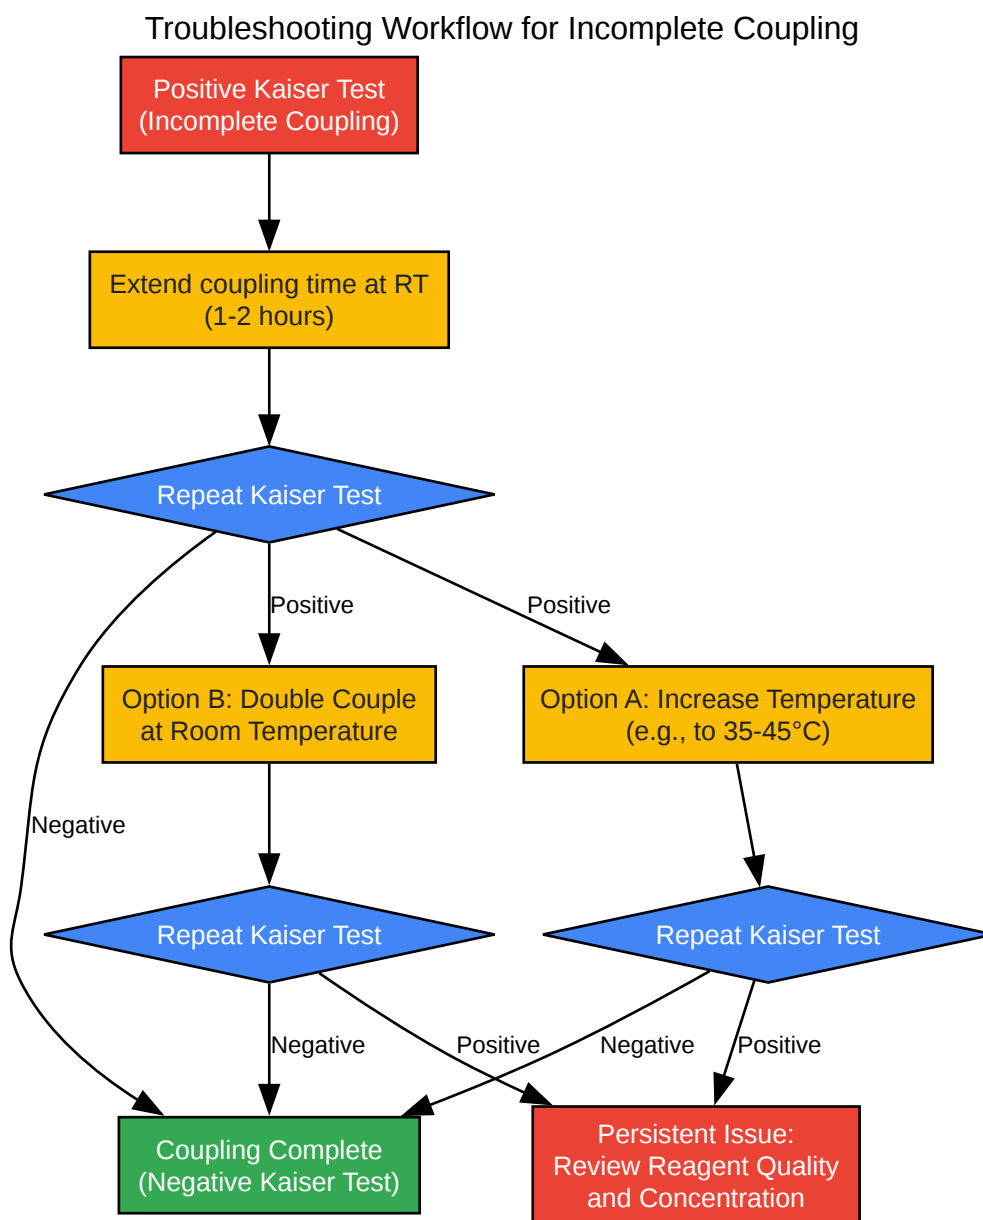 Troubleshooting Workflow for Incomplete Coupling
Positive Kaiser Test
(Incomplete Coupling)
Extend coupling time at RT
(1-2 hours)
Repeat Kaiser Test
Positive
Positive
Option B: Double Couple
at Room Temperature
Option A: Increase Temperature
(e.g., to 35-45°C)
Negative
Repeat Kaiser Test
Repeat Kaiser Test
Negative
Positive
Negative
Positive
Coupling Complete
(Negative Kaiser Test)
Persistent Issue:
Review Reagent Quality
and Concentration